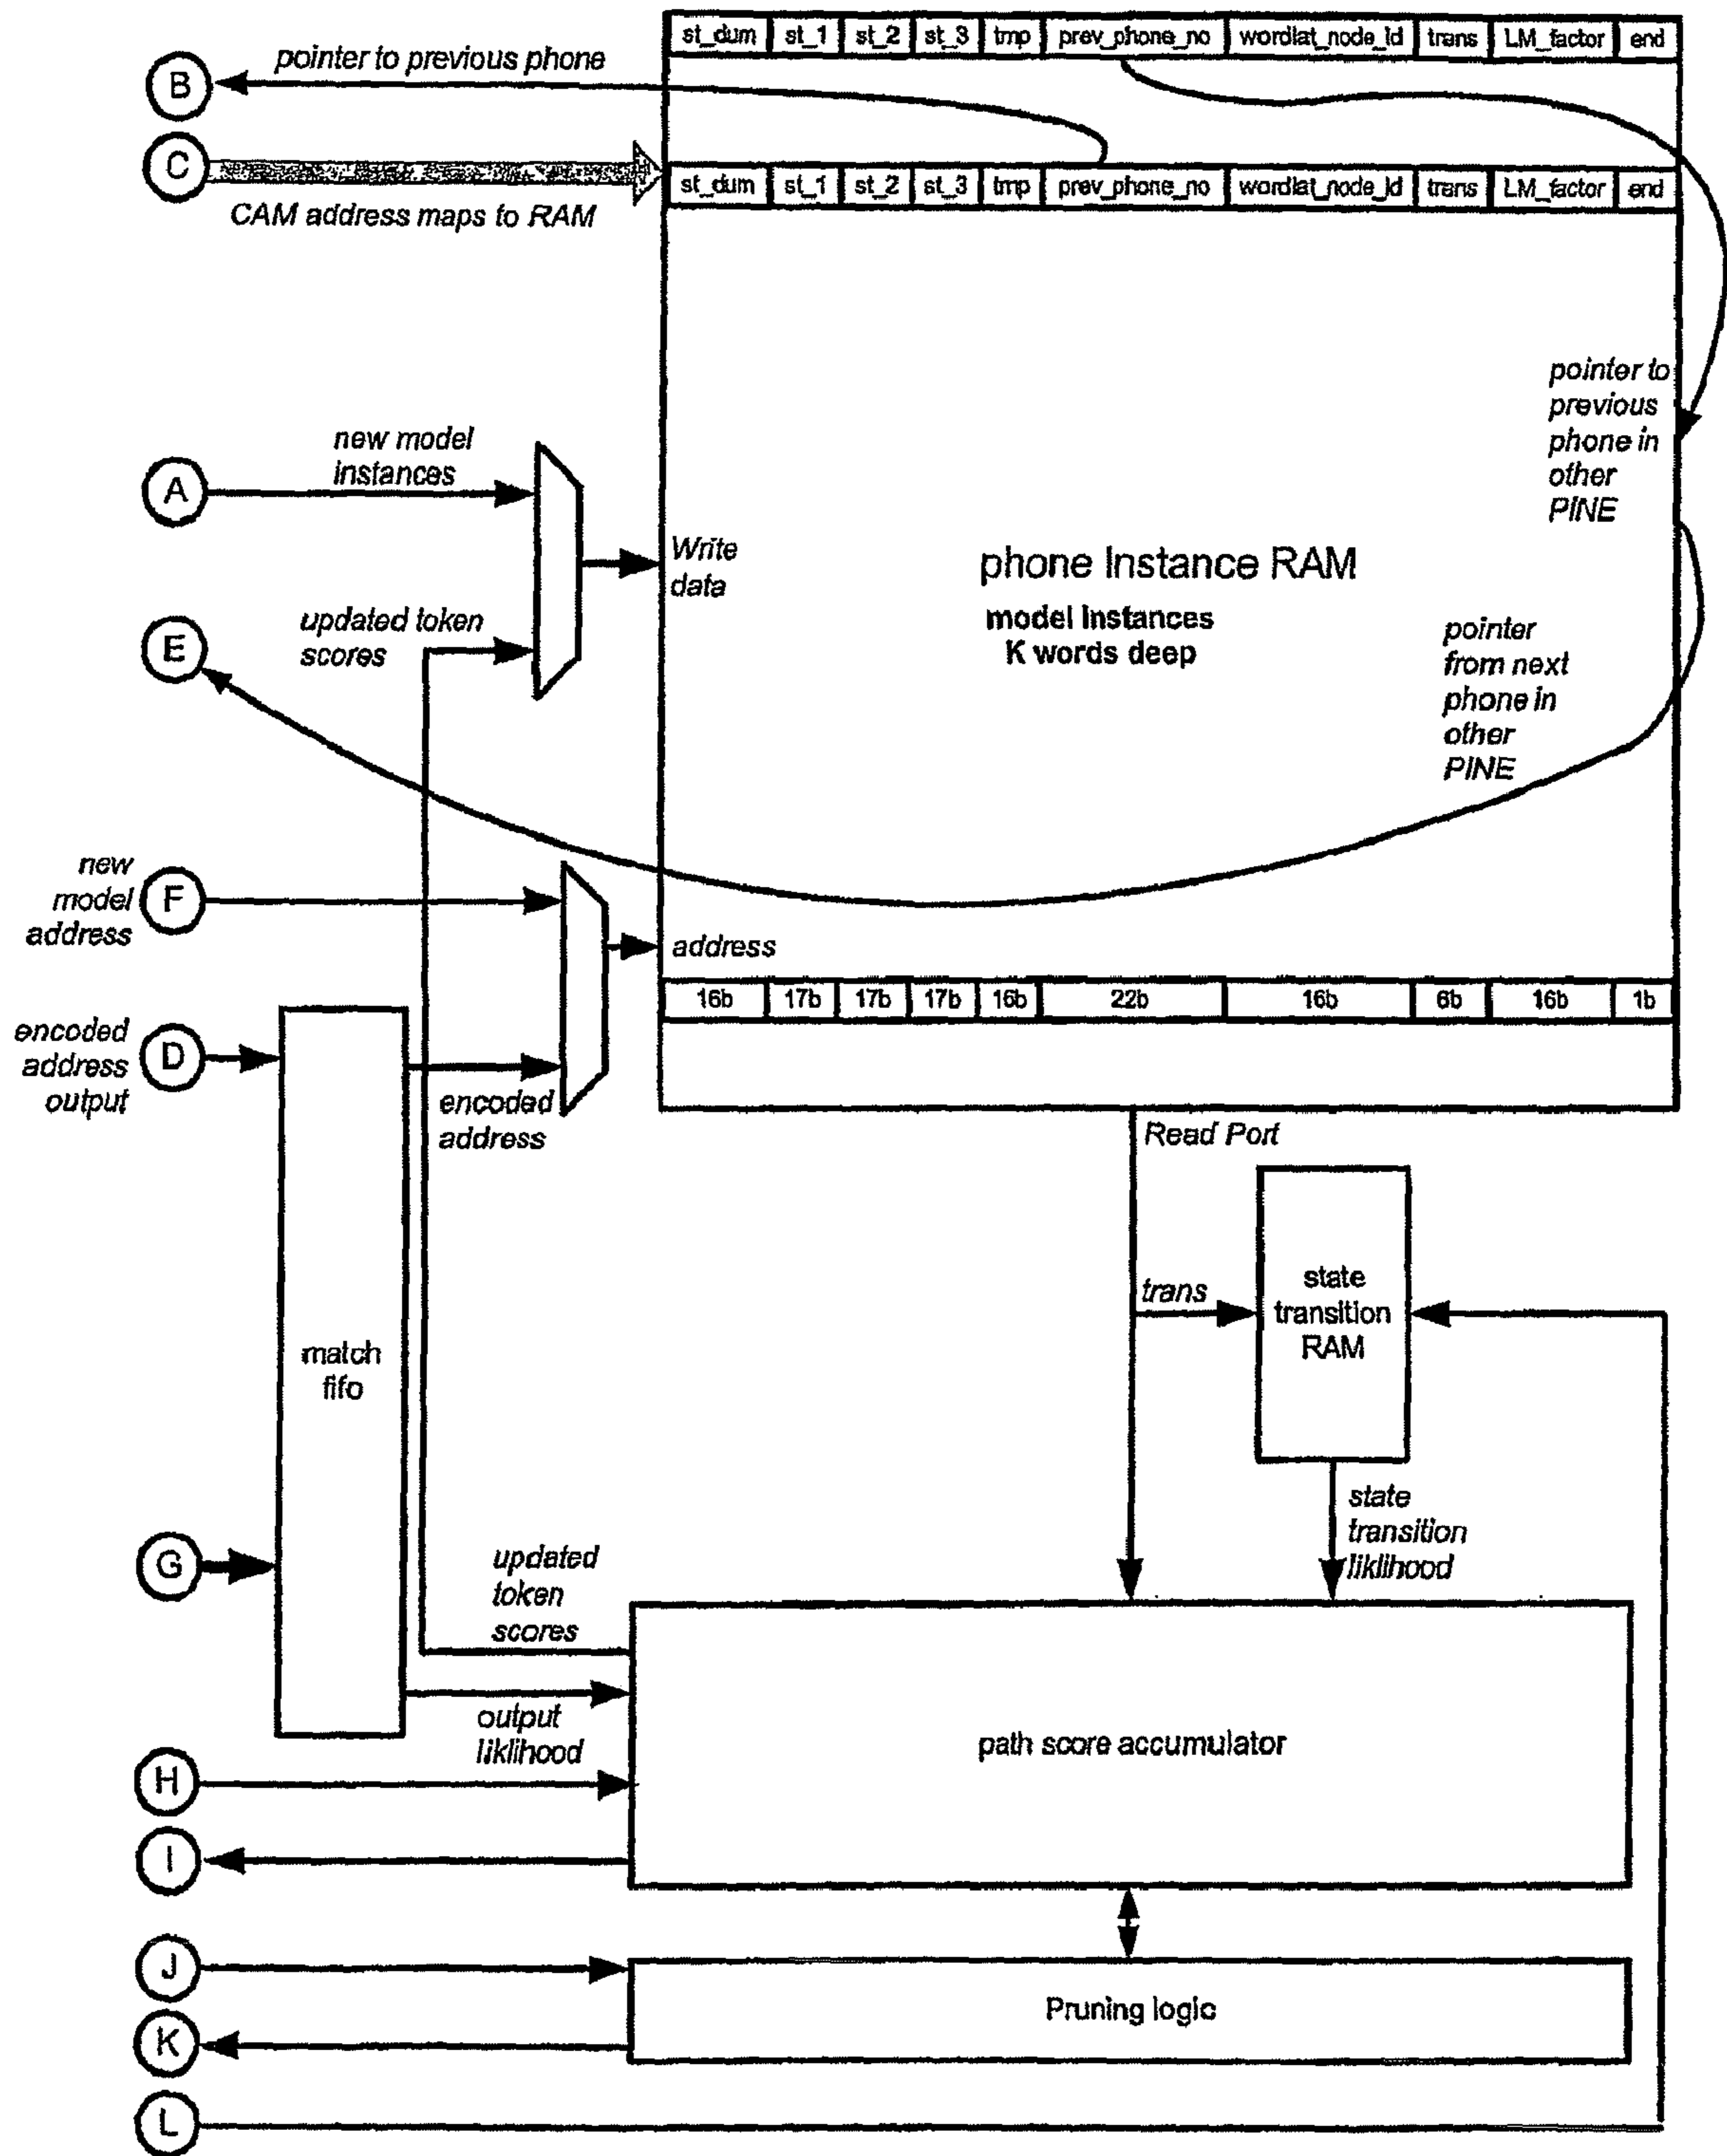 st_dum st_1 st_2 st_3 tmp prev_phone_no wordlat_node_id trans LM_factor end
B
pointer to previous phone
C
CAM address maps to RAM
st_dum st_1 st_2 st_3 tmp prev_phone_no wordlat_node_id trans LM_factor end
pointer to
previous
phone in
other
PINE
new model
instances
A
Write
data
phone Instance RAM
model instances
K words deep
updated token
scores
E
pointer
from next
phone in
other
PINE
new
model
address
F
address
16b 17b 17b 17b 16b 22b 16b 6b 16b 1b
encoded
address
output
D
encoded
address
Read Port
trans
state
transition
RAM
match
fifo
state
transition
liklihood
G
updated
token
scores
output
liklihood
path score accumulator
H
I
J
Pruning logic
K
L